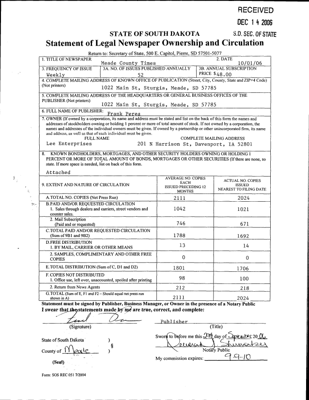 RECEIVED
DEC 14 2006
S.D. SEC. OF STATE
STATE OF SOUTH DAKOTA
Statement of Legal Newspaper Ownership and Circulation
Return to: Secretary of State, 500 E. Capitol, Pierre, SD 57501-5077
1. TITLE OF NEWSPAPER
Meade County Times
2. DATE
10/01/06
3. FREQUENCY OF ISSUE
Weekly
3A. NO. OF ISSUES PUBLISHED ANNUALLY
52
3B. ANNUAL SUBSCRIPTION
PRICE $48.00
4. COMPLETE MAILING ADDRESS OF KNOWN OFFICE OF PUBLICATION (Street, City, County, State and ZIP+4 Code)
(Not printers)
1022 Main St, Sturgis, Meade, SD 57785
5. COMPLETE MAILING ADDRESS OF THE HEADQUARTERS OR GENERAL BUSINESS OFFICES OF THE
PUBLISHER (Not printers)
1022 Main St, Sturgis, Meade, SD 57785
6. FULL NAME OF PUBLISHER:
Frank Perea
7. OWNER (If owned by a corporation, its name and address must be stated and list on the back of this form the names and
addresses of stockholders owning or holding 1 percent or more of total amount of stock. If not owned by a corporation, the
names and addresses of the individual owners must be given. If owned by a partnership or other unincorporated firm, its name
and address, as well as that of each individual must be given.
FULL NAME
COMPLETE MAILING ADDRESS
Lee Enterprises
201 N Harrison St, Davenport, IA 52801
8. KNOWN BONDHOLDERS, MORTGAGES, AND OTHER SECURITY HOLDERS OWNING OR HOLDING 1
PERCENT OR MORE OF TOTAL AMOUNT OF BONDS, MORTGAGES OR OTHER SECURITIES (If there are none, so
state. If more space is needed, list on back of this form.
Attached
9. EXTENT AND NATURE OF CIRCULATION
AVERAGE NO. COPIES
EACH
ISSUES PRECEDING 12
MONTHS
ACTUAL NO. COPIES
ISSUED
NEAREST TO FILING DATE
A. TOTAL NO. COPIES (Net Press Run)
2111
2024
B. PAID AND/OR REQUESTED CIRCULATION
1. Sales through dealers and carriers, street vendors and
counter sales.
1042
1021
2. Mail Subscription
(Paid and or requested)
746
671
C. TOTAL PAID AND/OR REQUESTED CIRCULATION
(Sum of 9B1 and 9B2)
1788
1692
D. FREE DISTRIBUTION
1. BY MAIL, CARRIER OR OTHER MEANS
13
14
2. SAMPLES, COMPLIMENTARY AND OTHER FREE
COPIES
0
0
E. TOTAL DISTRIBUTION (Sum of C, D1 and D2)
1801
1706
F. COPIES NOT DISTRIBUTED
1. Office use, left over, unaccounted, spoiled after printing
98
100
2. Return from News Agents
212
218
G. TOTAL (Sum of E, F1 and F2 - Should equal net press run
shown in A)
2111
2024
Statement must be signed by Publisher, Business Manager, or Owner in the presence of a Notary Public
I swear that the statements made by me are true, correct, and complete:
(Signature)
Publisher
(Title)
State of South Dakota )
§
County of Meade )
(Seal)
Sworn to before me this day of 20 06
Notary Public
My commission expires: 9-9-10
Form: SOS REC 051 7/2004